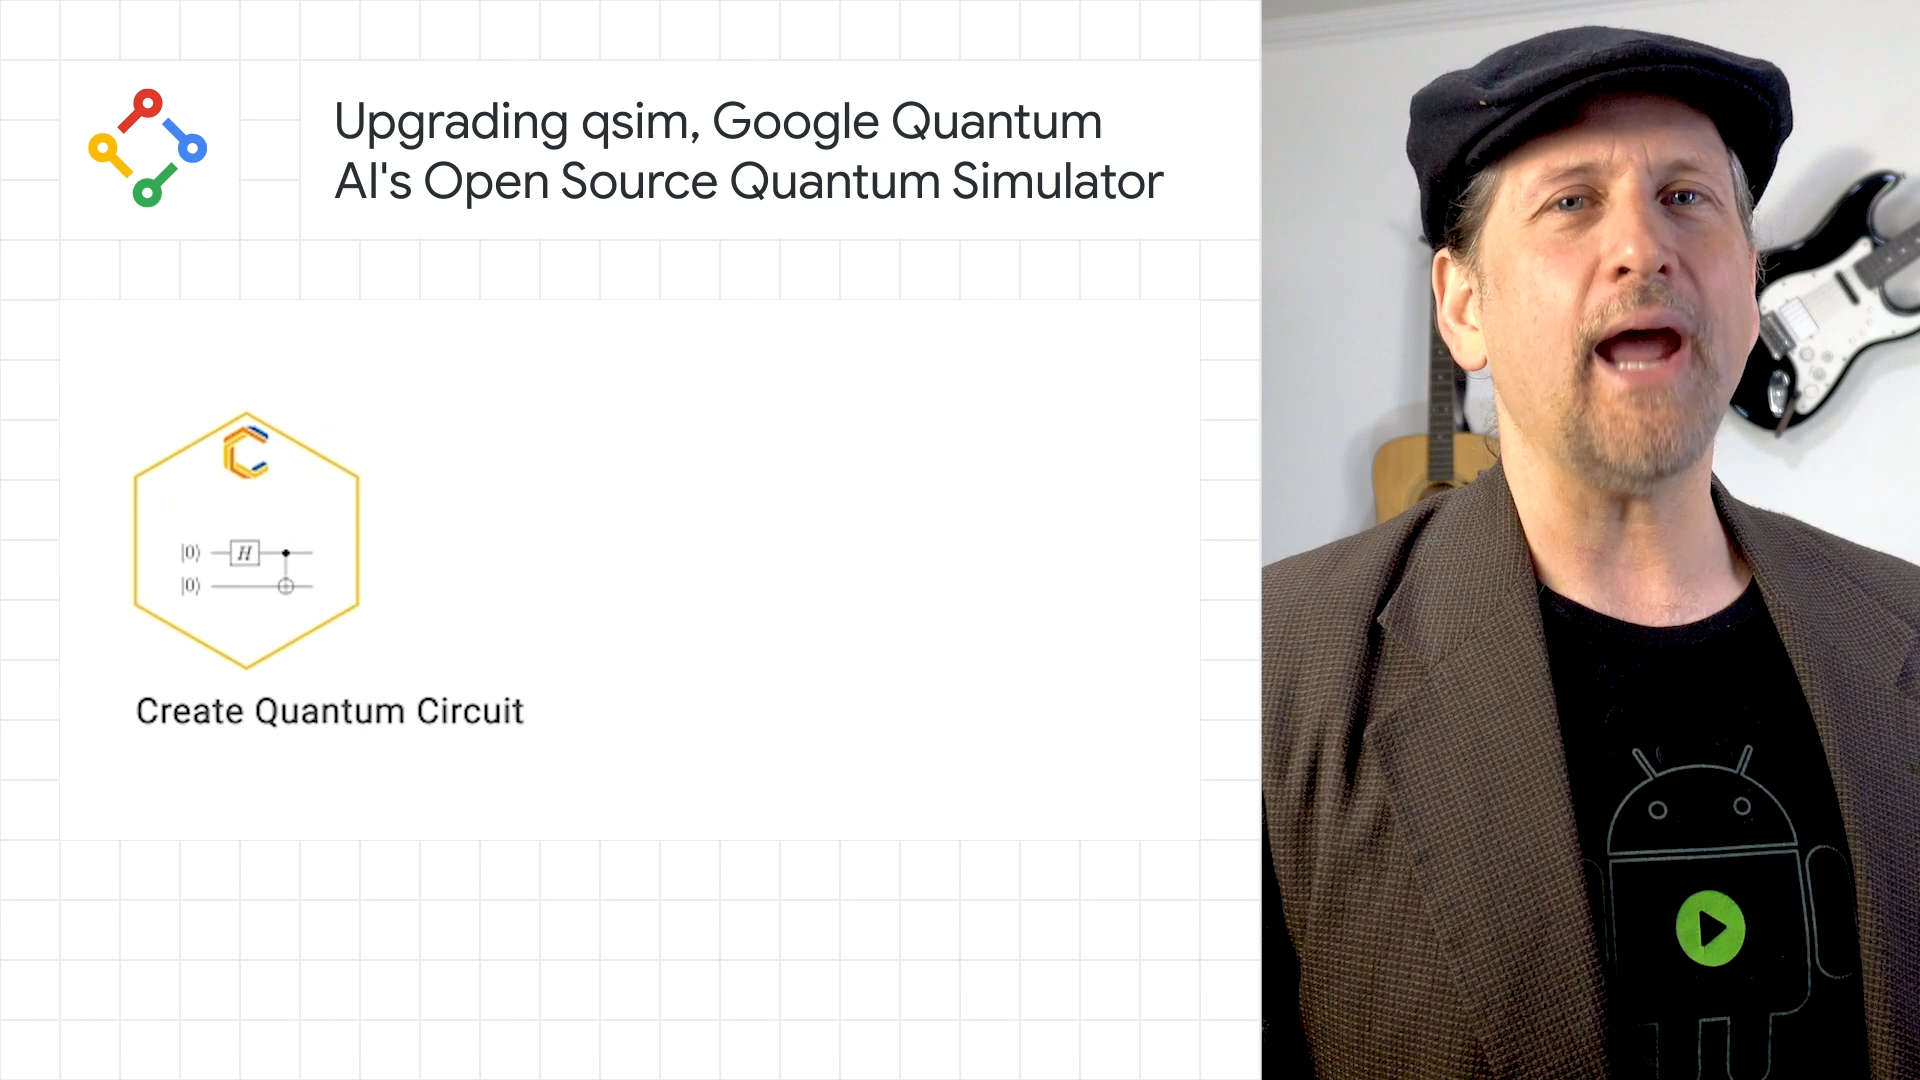 Upgrading qsim, Google Quantum
AI's Open Source Quantum Simulator
C
|0⟩ H
|0⟩
Create Quantum Circuit